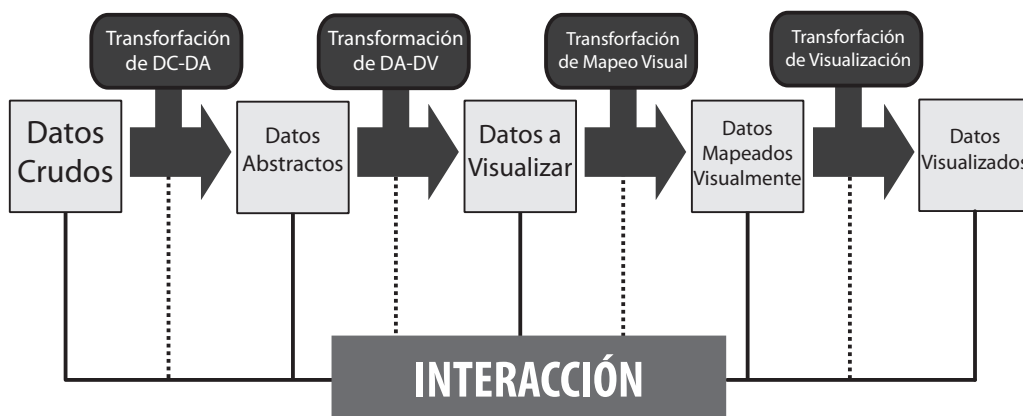 Transforfación
de DC-DA
Transformación
de DA-DV
Transforfación
de Mapeo Visual
Transforfación
de Visualización
Datos
Crudos
Datos
Abstractos
Datos a
Visualizar
Datos
Mapeados
Visualmente
Datos
Visualizados
INTERACCIÓN